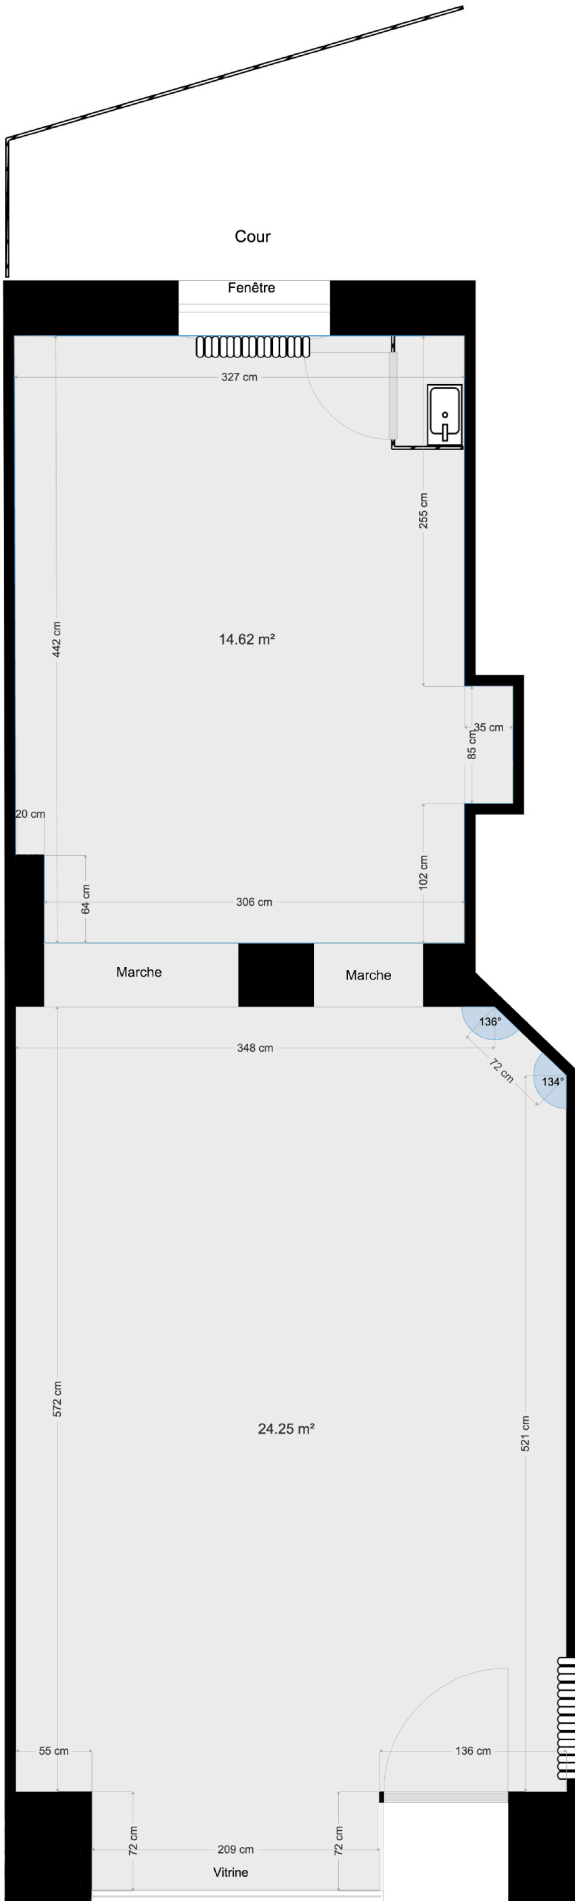 Cour
Fenêtre
327 cm
255 cm
442 cm
14.62 m²
35 cm
85 cm
20 cm
102 cm
64 cm
306 cm
Marche
Marche
136°
348 cm
72 cm
134°
572 cm
24.25 m²
521 cm
55 cm
136 cm
72 cm
209 cm
72 cm
Vitrine